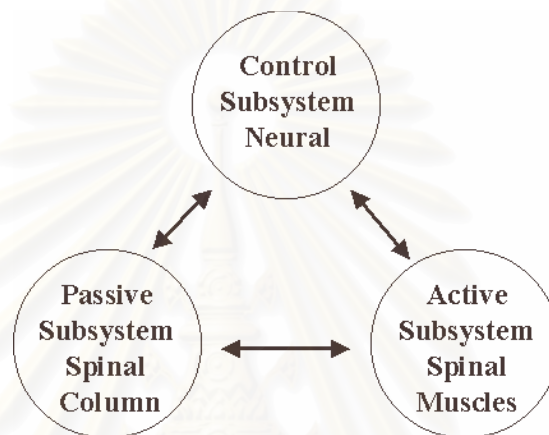 Control
Subsystem
Neural
Passive
Subsystem
Spinal
Column
Active
Subsystem
Spinal
Muscles